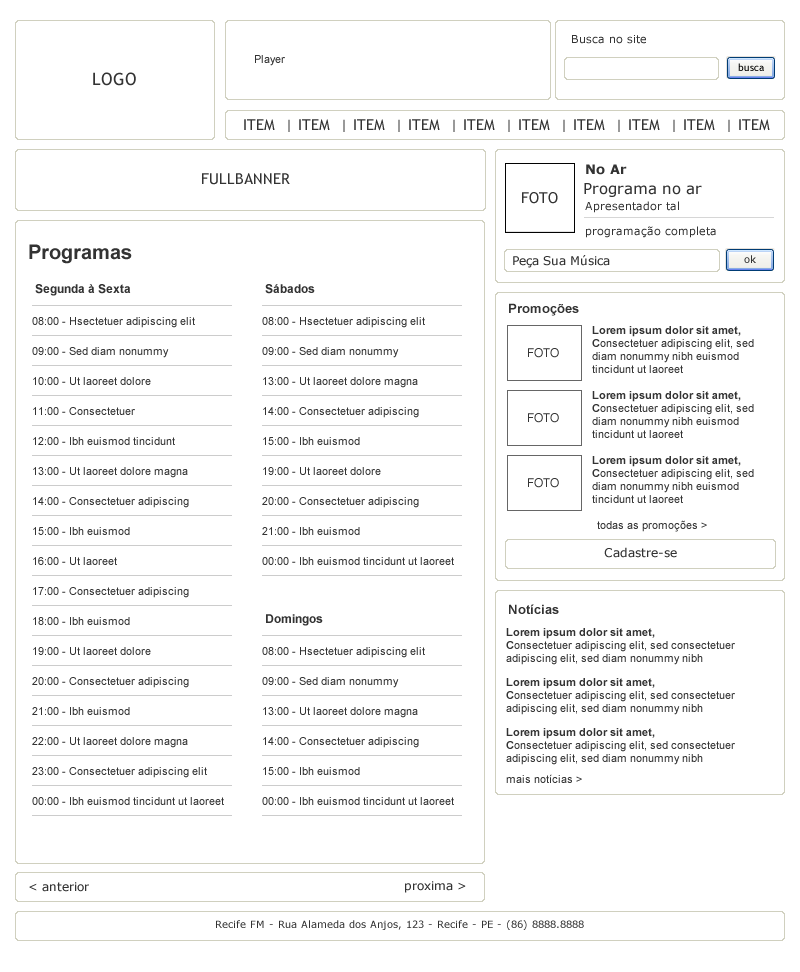 LOGO
Player
Busca no site
busca
ITEM | ITEM | ITEM | ITEM | ITEM | ITEM | ITEM | ITEM | ITEM | ITEM
FULLBANNER
FOTO
No Ar
Programa no ar
Apresentador tal
programação completa
Peça Sua Música
ok
Programas
Segunda à Sexta
08:00 - Hsectetuer adipiscing elit
09:00 - Sed diam nonummy
10:00 - Ut laoreet dolore
11:00 - Consectetuer
12:00 - Ibh euismod tincidunt
13:00 - Ut laoreet dolore magna
14:00 - Consectetuer adipiscing
15:00 - Ibh euismod
16:00 - Ut laoreet
17:00 - Consectetuer adipiscing
18:00 - Ibh euismod
19:00 - Ut laoreet dolore
20:00 - Consectetuer adipiscing
21:00 - Ibh euismod
22:00 - Ut laoreet dolore magna
23:00 - Consectetuer adipiscing elit
00:00 - Ibh euismod tincidunt ut laoreet
Sábados
08:00 - Hsectetuer adipiscing elit
09:00 - Sed diam nonummy
13:00 - Ut laoreet dolore magna
14:00 - Consectetuer adipiscing
15:00 - Ibh euismod
19:00 - Ut laoreet dolore
20:00 - Consectetuer adipiscing
21:00 - Ibh euismod
00:00 - Ibh euismod tincidunt ut laoreet
Domingos
08:00 - Hsectetuer adipiscing elit
09:00 - Sed diam nonummy
13:00 - Ut laoreet dolore magna
14:00 - Consectetuer adipiscing
15:00 - Ibh euismod
00:00 - Ibh euismod tincidunt ut laoreet
Promoções
FOTO
Lorem ipsum dolor sit amet,
Consectetuer adipiscing elit, sed
diam nonummy nibh euismod
tincidunt ut laoreet
FOTO
Lorem ipsum dolor sit amet,
Consectetuer adipiscing elit, sed
diam nonummy nibh euismod
tincidunt ut laoreet
FOTO
Lorem ipsum dolor sit amet,
Consectetuer adipiscing elit, sed
diam nonummy nibh euismod
tincidunt ut laoreet
todas as promoções >
Cadastre-se
Notícias
Lorem ipsum dolor sit amet,
Consectetuer adipiscing elit, sed consectetuer
adipiscing elit, sed diam nonummy nibh
Lorem ipsum dolor sit amet,
Consectetuer adipiscing elit, sed consectetuer
adipiscing elit, sed diam nonummy nibh
Lorem ipsum dolor sit amet,
Consectetuer adipiscing elit, sed consectetuer
adipiscing elit, sed diam nonummy nibh
mais notícias >
< anterior
proxima >
Recife FM - Rua Alameda dos Anjos, 123 - Recife - PE - (86) 8888.8888